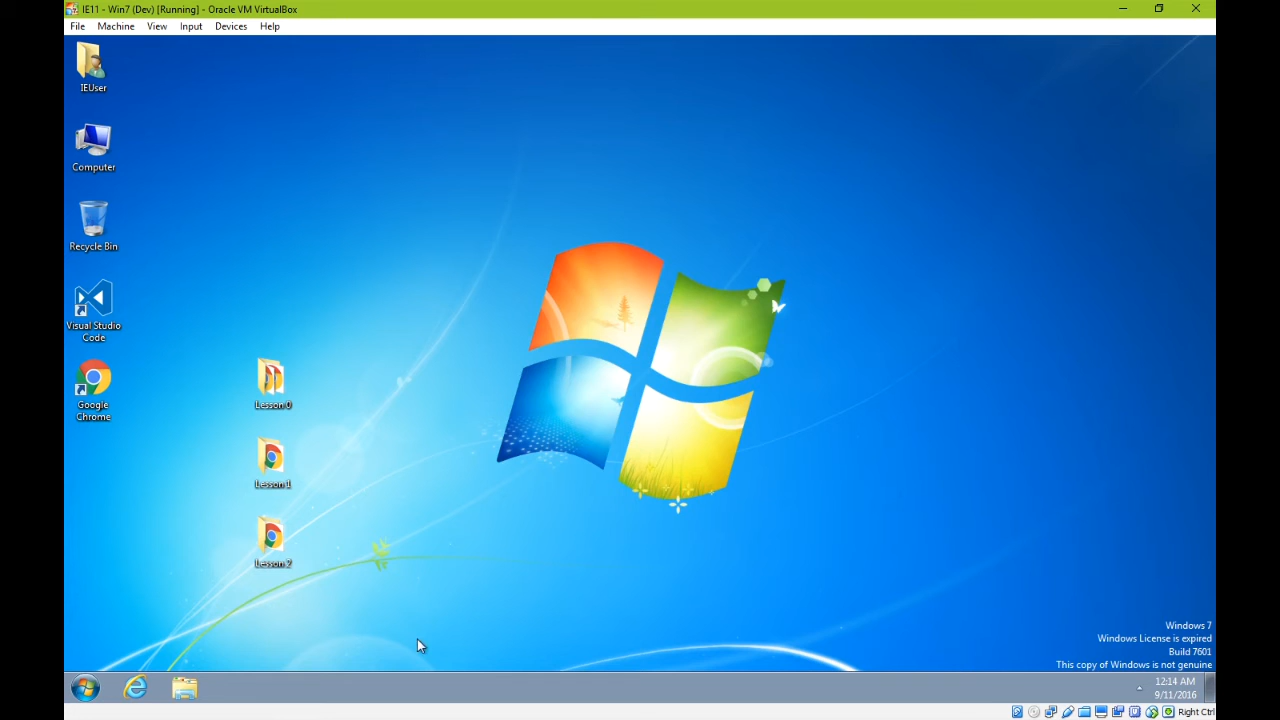 IE11 - Win7 (Dev) [Running] - Oracle VM VirtualBox
File Machine View Input Devices Help
IEUser
Computer
Recycle Bin
Visual Studio
Code
Google
Chrome
Lesson 0
Lesson 1
Lesson 2
Windows 7
Windows License is expired
Build 7601
This copy of Windows is not genuine
12:14 AM
9/11/2016
Right Ctrl